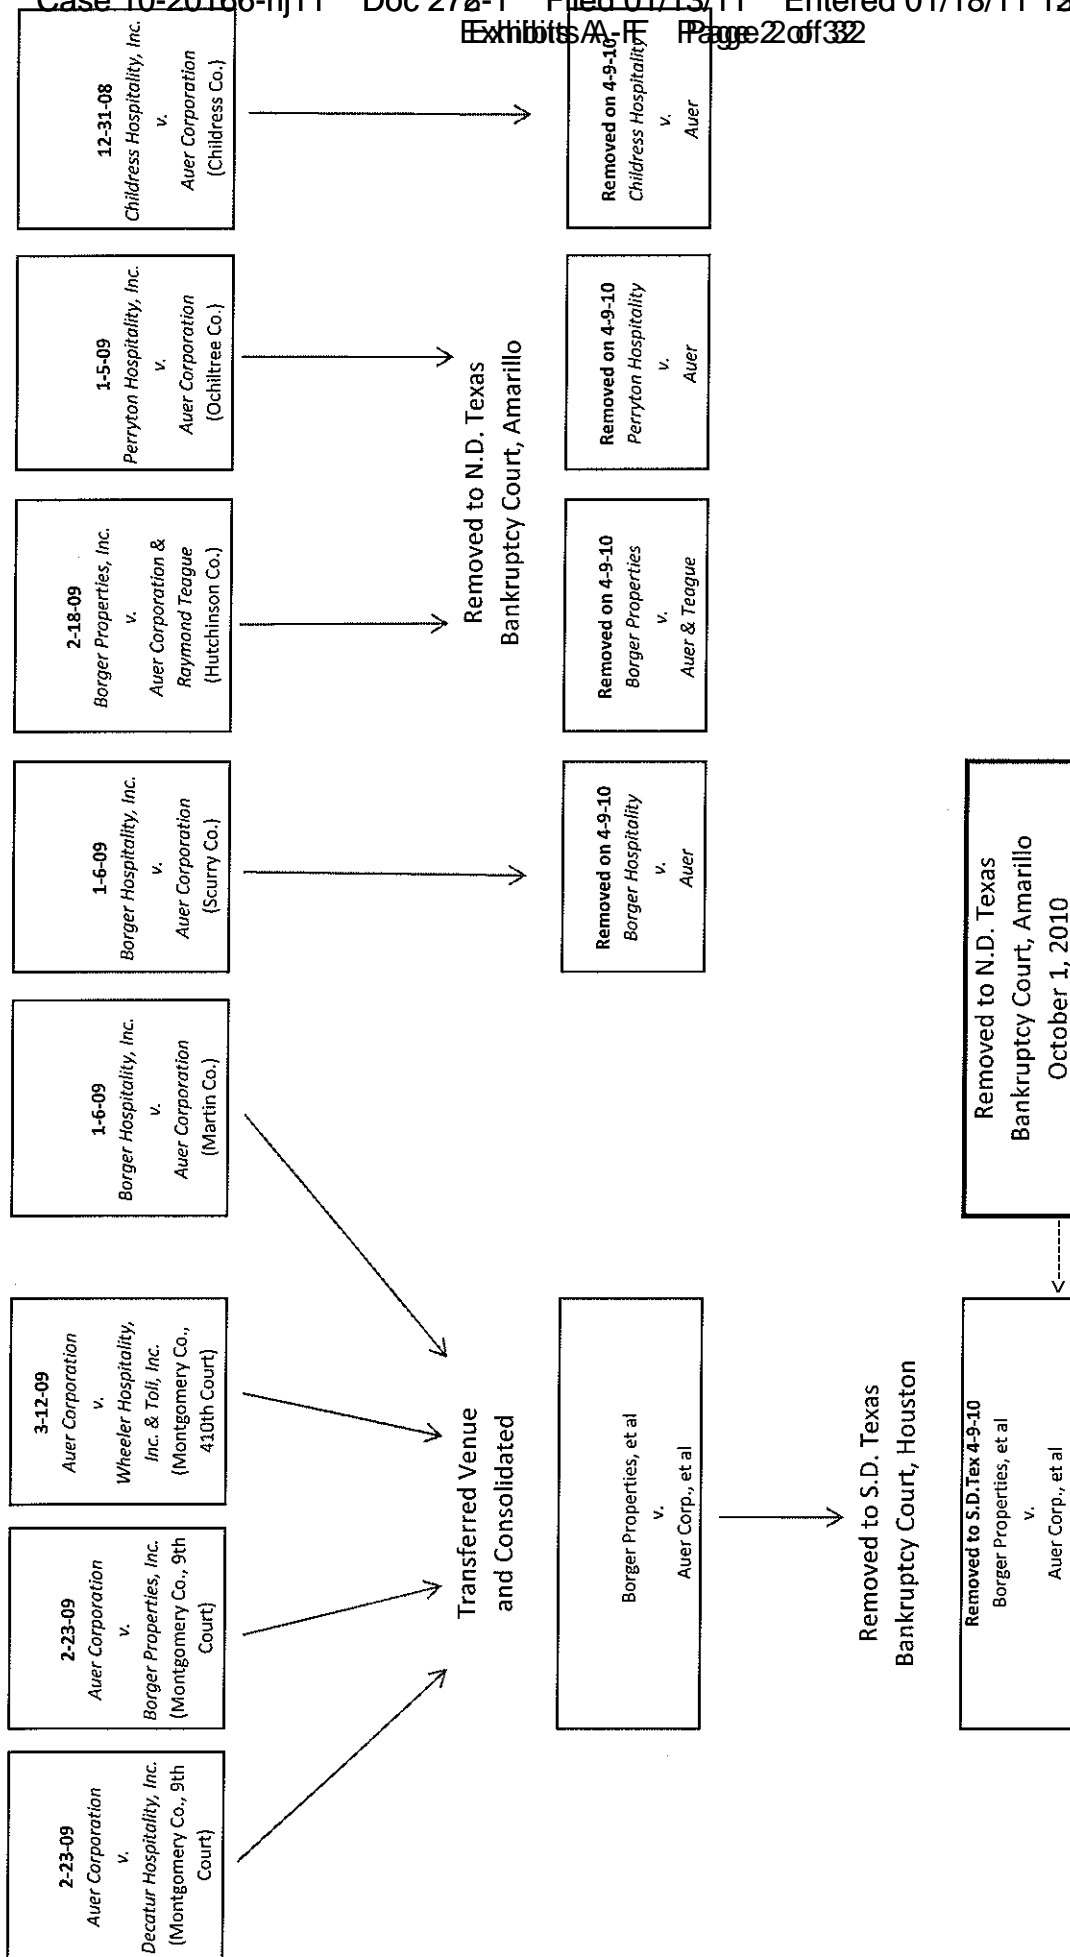 Case 10-20166-rlj11 Doc 276-1 Filed 01/13/11 Entered 01/18/11
Exhibits A - F Page 2 of 32
2-23-09
Auer Corporation
v.
Decatur Hospitality, Inc.
(Montgomery Co., 9th
Court)
2-23-09
Auer Corporation
v.
Borger Properties, Inc.
(Montgomery Co., 9th
Court)
3-12-09
Auer Corporation
v.
Wheeler Hospitality,
Inc. & Toli, Inc.
(Montgomery Co.,
410th Court)
1-6-09
Borger Hospitality, Inc.
v.
Auer Corporation
(Martin Co.)
1-6-09
Borger Hospitality, Inc.
v.
Auer Corporation
(Scurry Co.)
2-18-09
Borger Properties, Inc.
v.
Auer Corporation &
Raymond Teague
(Hutchinson Co.)
1-5-09
Perryton Hospitality, Inc.
v.
Auer Corporation
(Ochiltree Co.)
12-31-08
Childress Hospitality, Inc.
v.
Auer Corporation
(Childress Co.)
Transferred Venue
and Consolidated
Removed to N.D. Texas
Bankruptcy Court, Amarillo
Borger Properties, et al
v.
Auer Corp., et al
Removed on 4-9-10
Borger Hospitality
v.
Auer
Removed on 4-9-10
Borger Properties
v.
Auer & Teague
Removed on 4-9-10
Perryton Hospitality
v.
Auer
Removed on 4-9-10
Childress Hospitality
v.
Auer
Removed to S.D. Texas
Bankruptcy Court, Houston
Removed to S.D.Tex 4-9-10
Borger Properties, et al
v.
Auer Corp., et al
Removed to N.D. Texas
Bankruptcy Court, Amarillo
October 1, 2010